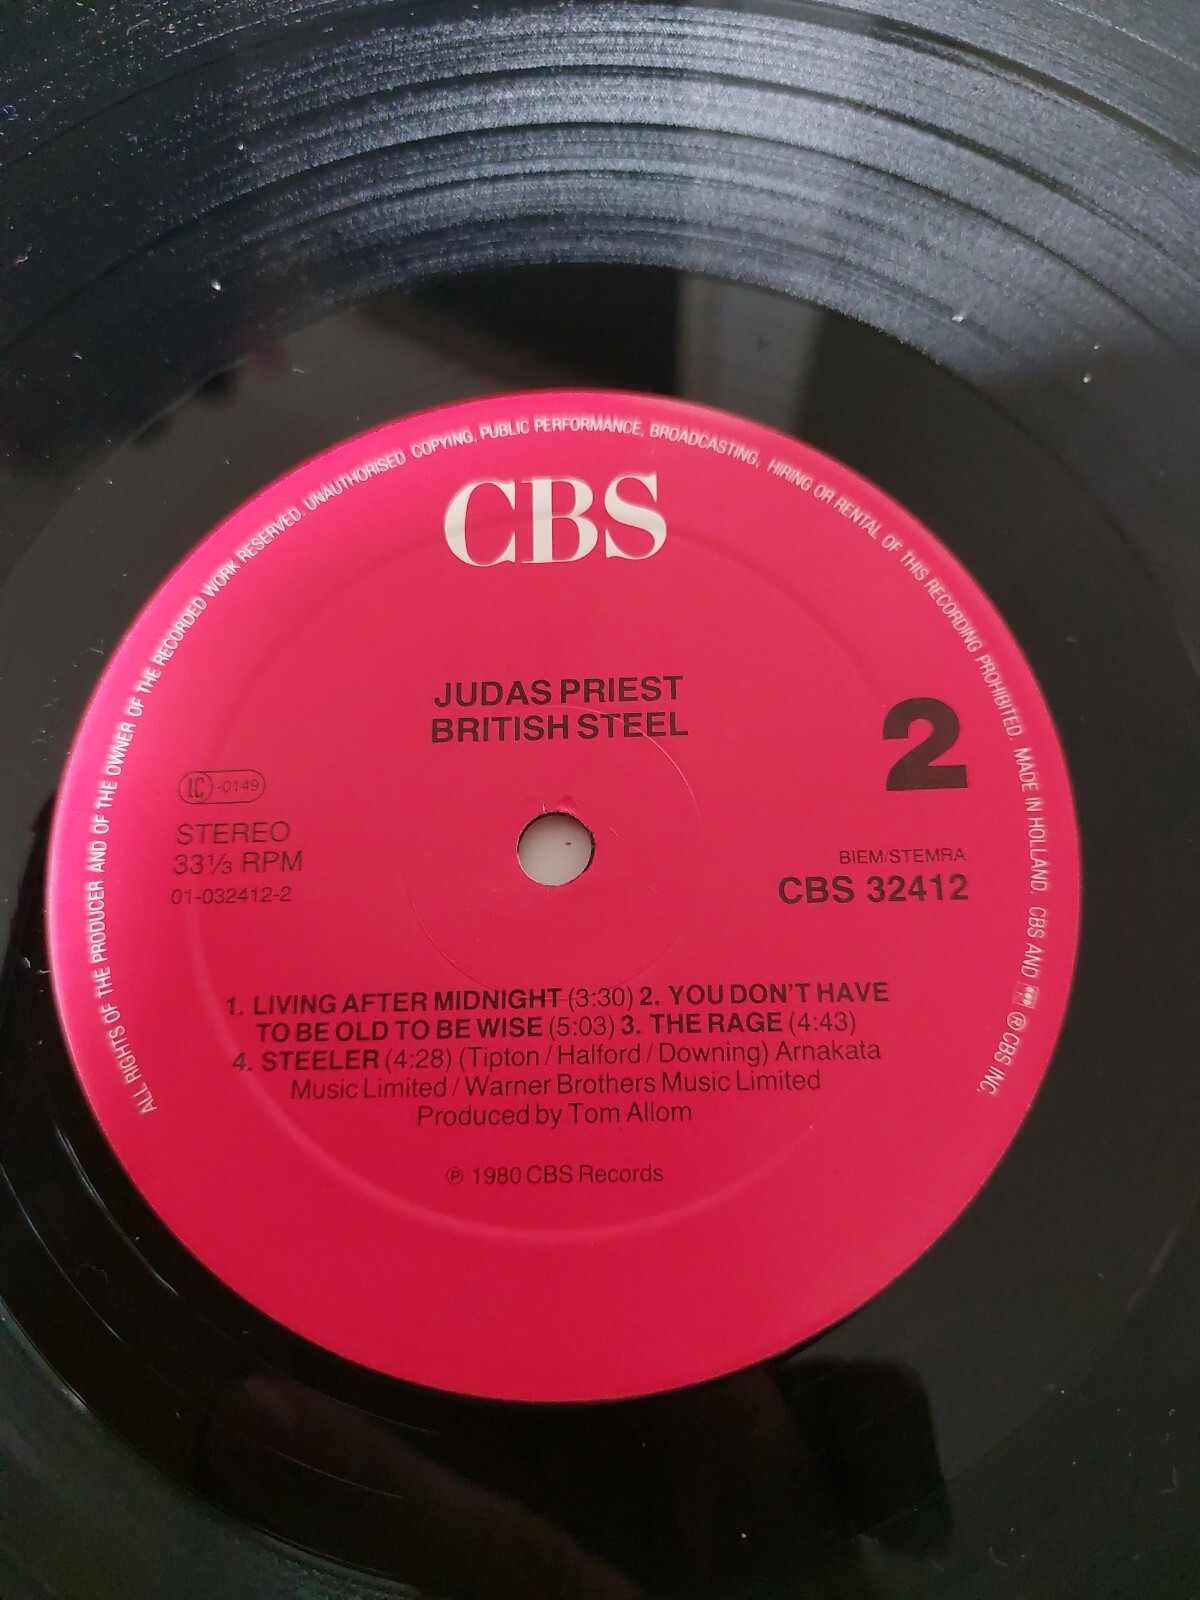 ALL RIGHTS OF THE PRODUCER AND OF THE OWNER OF THE RECORDED WORK RESERVED. UNAUTHORISED COPYING, PUBLIC PERFORMANCE, BROADCASTING, HIRING OR RENTAL OF THIS RECORDING PROHIBITED. MADE IN HOLLAND. CBS AND ® CBS INC.
CBS
JUDAS PRIEST
BRITISH STEEL
2
LC -0149
STEREO
33⅓ RPM
01-032412-2
BIEM/STEMRA
CBS 32412
1. LIVING AFTER MIDNIGHT (3:30) 2. YOU DON'T HAVE
TO BE OLD TO BE WISE (5:03) 3. THE RAGE (4:43)
4. STEELER (4:28) (Tipton/Halford/Downing) Arnakata
Music Limited/Warner Brothers Music Limited
Produced by Tom Allom
℗ 1980 CBS Records